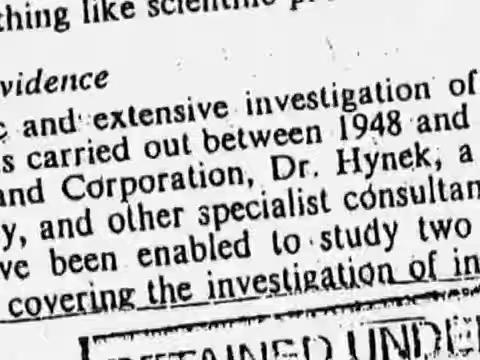 thing like scientific
vidence
c and extensive investigation of
s carried out between 1948 and
and Corporation, Dr. Hynek, a
y, and other specialist consultan
ve been enabled to study two
covering the investigation of in
RETAINED UNDE